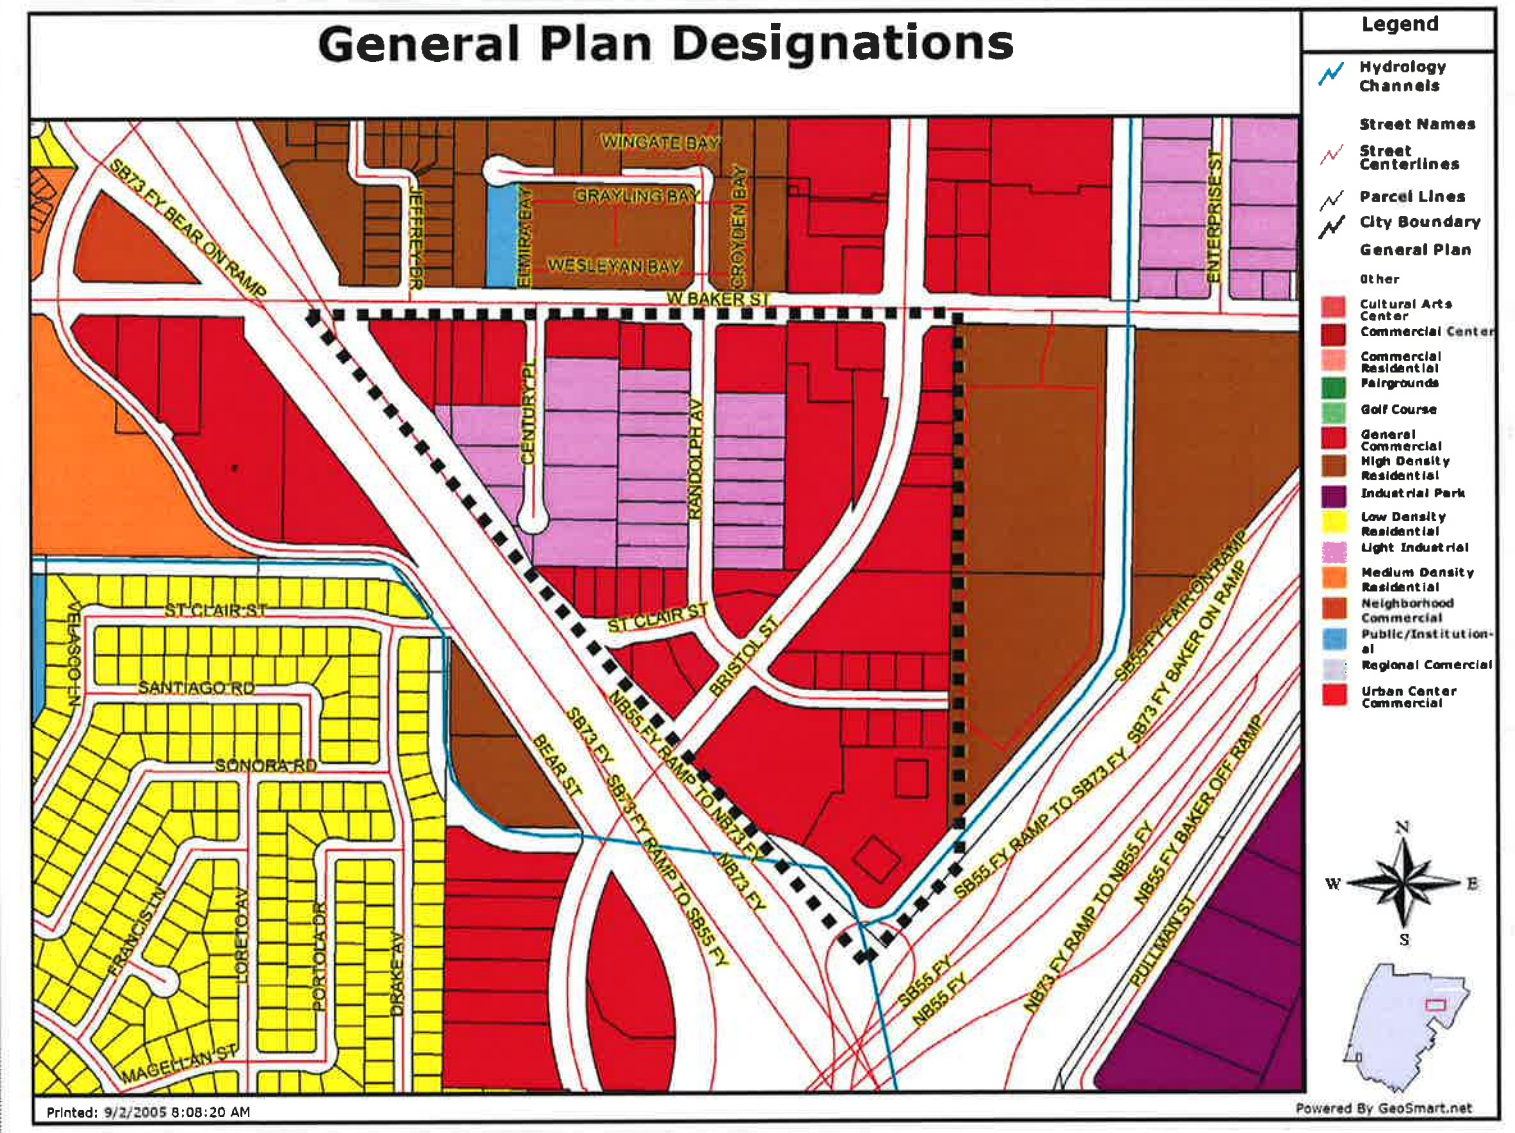 General Plan Designations
Legend
Hydrology
Channels
Street Names
Street
Centerlines
Parcel Lines
City Boundary
General Plan
Other
Cultural Arts
Center
Commercial Center
Commercial
Residential
Fairgrounds
Golf Course
General
Commercial
High Density
Residential
Industrial Park
Low Density
Residential
Light Industrial
Medium Density
Residential
Neighborhood
Commercial
Public/Institution-
al
Regional Comercial
Urban Center
Commercial
N
W
E
S
WINGATE BAY
GRAYLING BAY
WESLEYAN BAY
ELMIRA BAY
CROYDEN BAY
JEFFREY DR
ENTERPRISE ST
SB73 FY BEAR ON RAMP
W BAKER ST
CENTURY PL
RANDOLPH AV
ST CLAIR ST
BRISTOL ST
ST CLAIR ST
VELASCO LN
SANTIAGO RD
SONORA RD
FRANCIS LN
LORETO AV
PORTOLA DR
DRAKE AV
MAGELLAN ST
BEAR ST
SB73 FY
SB73 FY RAMP TO SB55 FY
NB55 FY RAMP TO NB73 FY
NB73 FY
SB55 FY FAIR ON RAMP
SB73 FY BAKER ON RAMP
SB55 FY RAMP TO SB73 FY
SB55 FY
NB55 FY
NB73 FY RAMP TO NB55 FY
NB55 FY BAKER OFF RAMP
PULLMAN ST
Printed: 9/2/2005 8:08:20 AM
Powered By GeoSmart.net